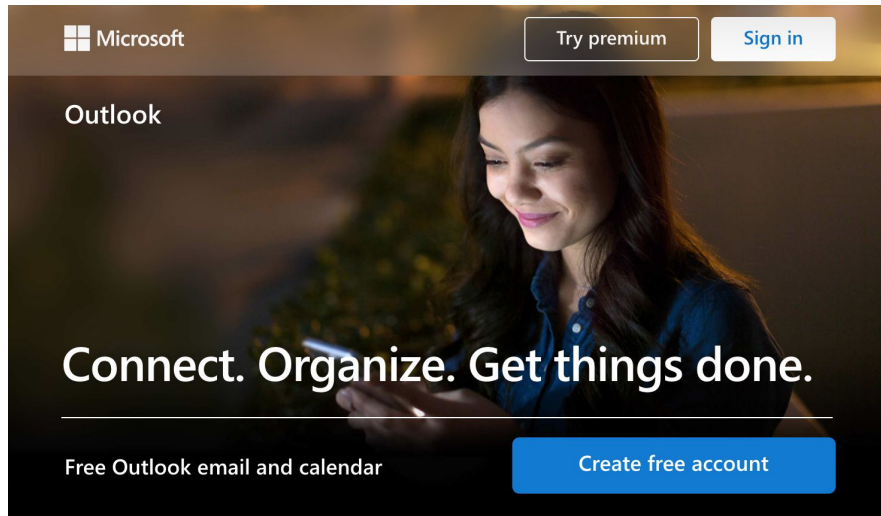 Microsoft
Try premium
Sign in
Outlook
Connect. Organize. Get things done.
Free Outlook email and calendar
Create free account